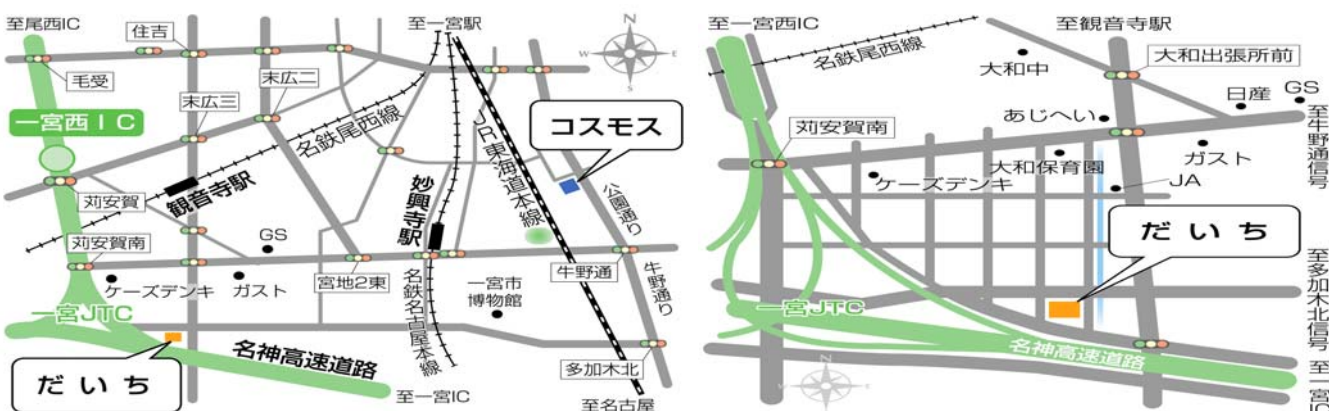 至尾西IC
住吉
至一宮駅
N
W
E
S
毛受
末広二
末広三
一宮西IC
名鉄尾西線
JR東海道本線
コスモス
苅安賀
観音寺駅
妙興寺駅
公園通り
苅安賀南
GS
ケーズデンキ
ガスト
宮地2東
一宮市
博物館
牛野通
牛野通り
一宮JTC
名鉄名古屋本線
だいち
名神高速道路
多加木北
至一宮IC
至名古屋
至一宮西IC
至観音寺駅
名鉄尾西線
大和中
大和出張所前
日産
GS
あじへい
至牛野通信号
苅安賀南
大和保育園
ガスト
ケーズデンキ
JA
だいち
至多加木北信号
一宮JTC
名神高速道路
N
W
E
S
至一宮IC